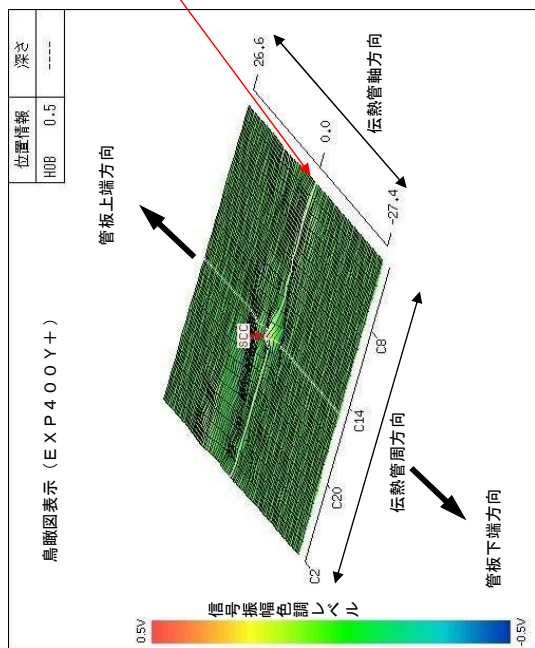 位置情報 深さ
HOB 0.5 ----
鳥瞰図表示（ＥＸＰ４００Ｙ＋）
管板上端方向
26.6
0.0
-27.4
伝熱管軸方向
SCC
C2
C20
C14
C8
伝熱管周方向
管板下端方向
信号振幅色調レベル
0.5V
-0.5V